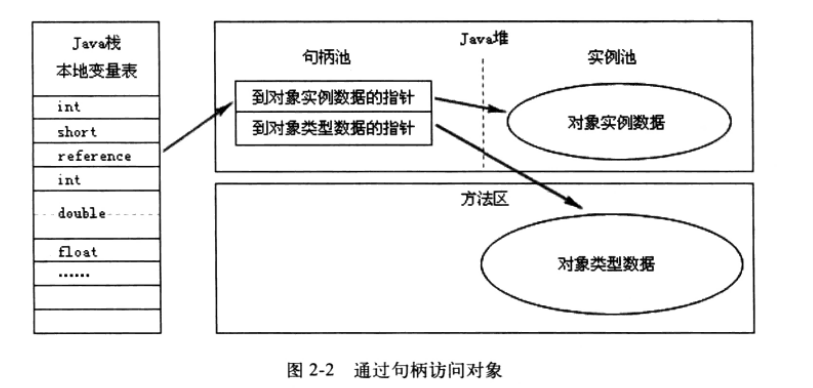 Java栈
本地变量表
int
short
reference
int
double
float
......
Java堆
句柄池
实例池
到对象实例数据的指针
到对象类型数据的指针
对象实例数据
方法区
对象类型数据
图 2-2 通过句柄访问对象